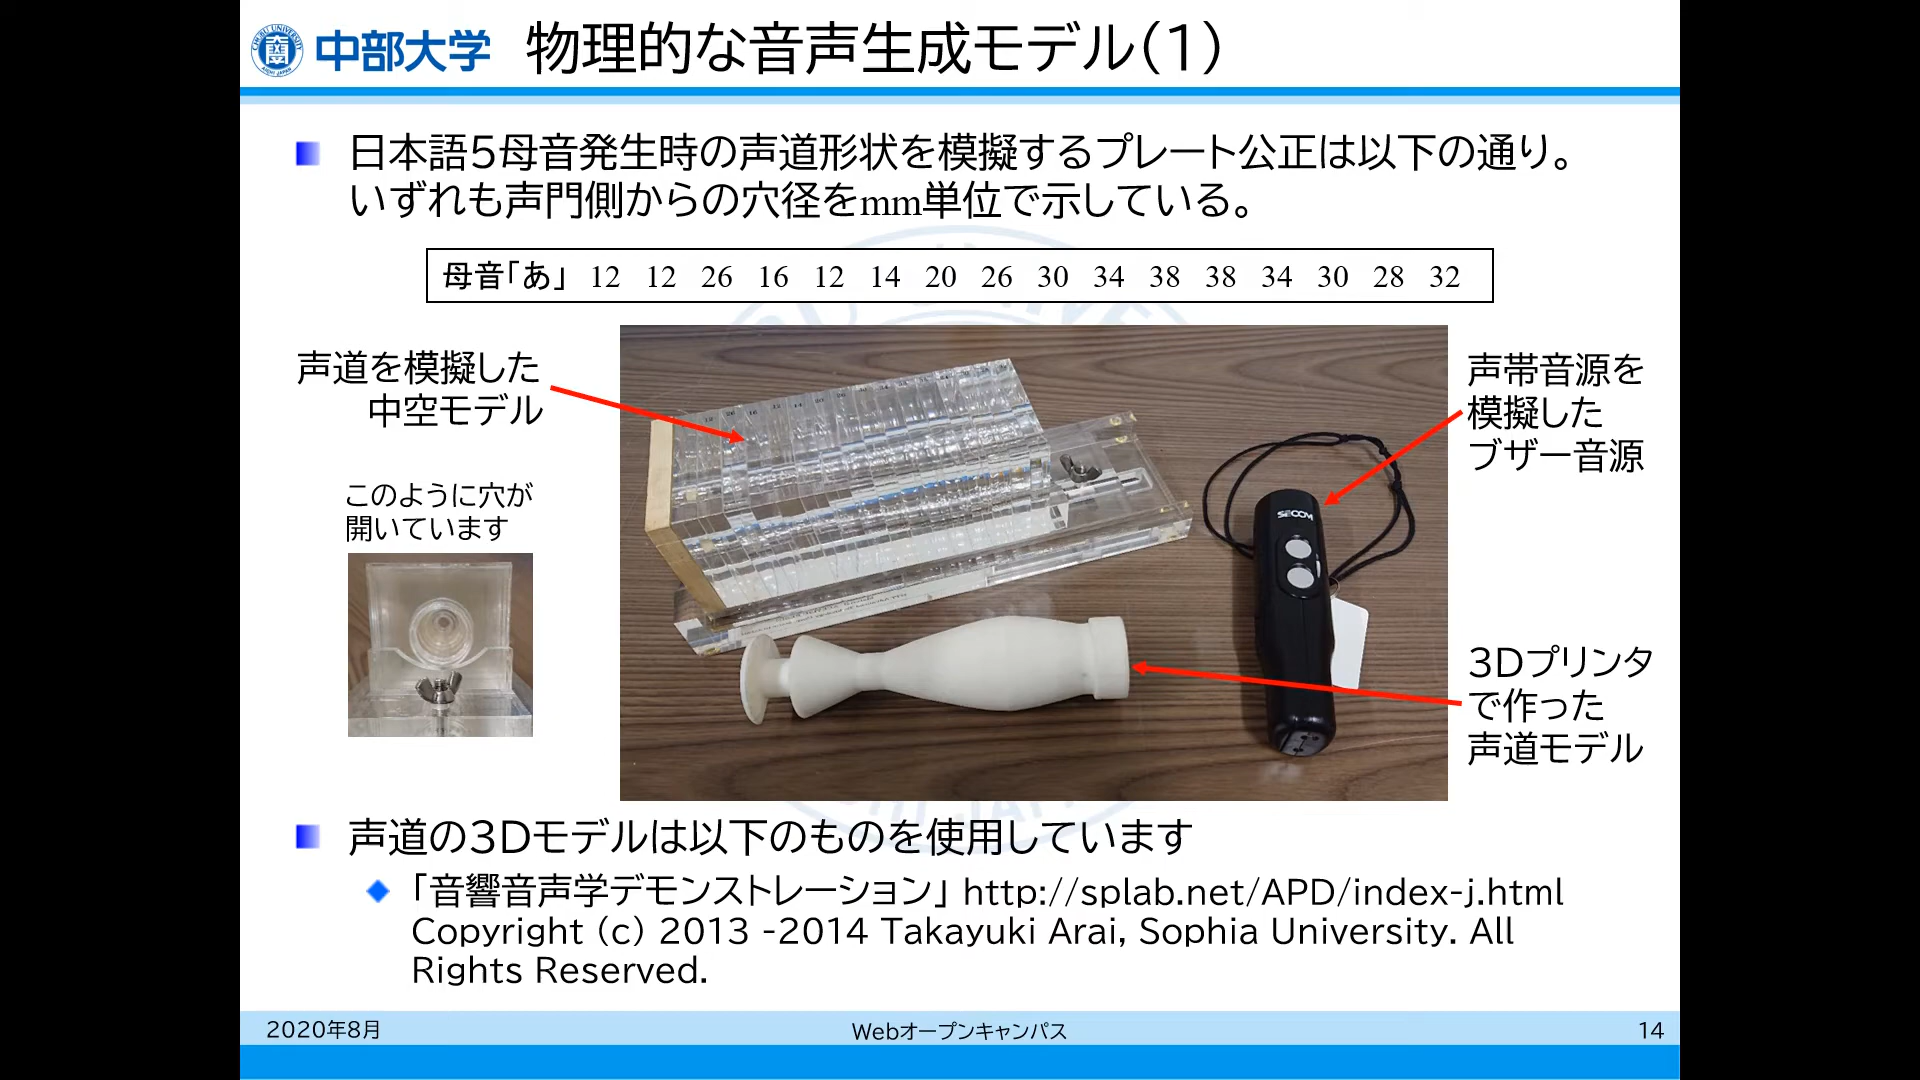 中部大学 物理的な音声生成モデル(1)
日本語5母音発生時の声道形状を模擬するプレート公正は以下の通り。
いずれも声門側からの穴径をmm単位で示している。
母音「あ」 12 12 26 16 12 14 20 26 30 34 38 38 34 30 28 32
声道を模擬した
中空モデル
声帯音源を
模擬した
ブザー音源
このように穴が
開いています
SECOM
3Dプリンタ
で作った
声道モデル
声道の3Dモデルは以下のものを使用しています
「音響音声学デモンストレーション」 http://splab.net/APD/index-j.html
Copyright (c) 2013 -2014 Takayuki Arai, Sophia University. All
Rights Reserved.
2020年8月
Webオープンキャンパス
14